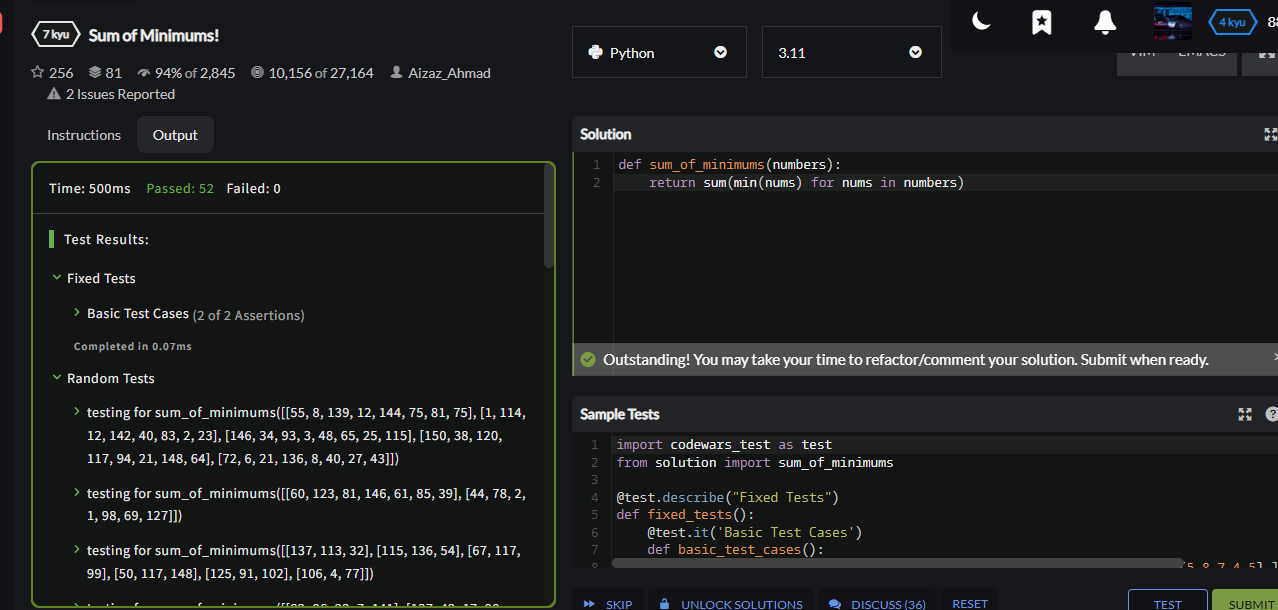 7 kyu Sum of Minimums!
256 81 94% of 2,845 10,156 of 27,164 Aizaz_Ahmad
2 Issues Reported
Instructions Output
Time: 500ms Passed: 52 Failed: 0
Test Results:
Fixed Tests
Basic Test Cases (2 of 2 Assertions)
Completed in 0.07ms
Random Tests
testing for sum_of_minimums([[55, 8, 139, 12, 144, 75, 81, 75], [1, 114,
12, 142, 40, 83, 2, 23], [146, 34, 93, 3, 48, 65, 25, 115], [150, 38, 120,
117, 94, 21, 148, 64], [72, 6, 21, 136, 8, 40, 27, 43]])
testing for sum_of_minimums([[60, 123, 81, 146, 61, 85, 39], [44, 78, 2,
1, 98, 69, 127]])
testing for sum_of_minimums([[137, 113, 32], [115, 136, 54], [67, 117,
99], [50, 117, 148], [125, 91, 102], [106, 4, 77]])
Python 3.11
4 kyu 88
VIM EMACS
Solution
1 def sum_of_minimums(numbers):
2 return sum(min(nums) for nums in numbers)
Outstanding! You may take your time to refactor/comment your solution. Submit when ready.
Sample Tests
1 import codewars_test as test
2 from solution import sum_of_minimums
3
4 @test.describe("Fixed Tests")
5 def fixed_tests():
6 @test.it('Basic Test Cases')
7 def basic_test_cases():
8
SKIP UNLOCK SOLUTIONS DISCUSS (36) RESET TEST SUBMIT